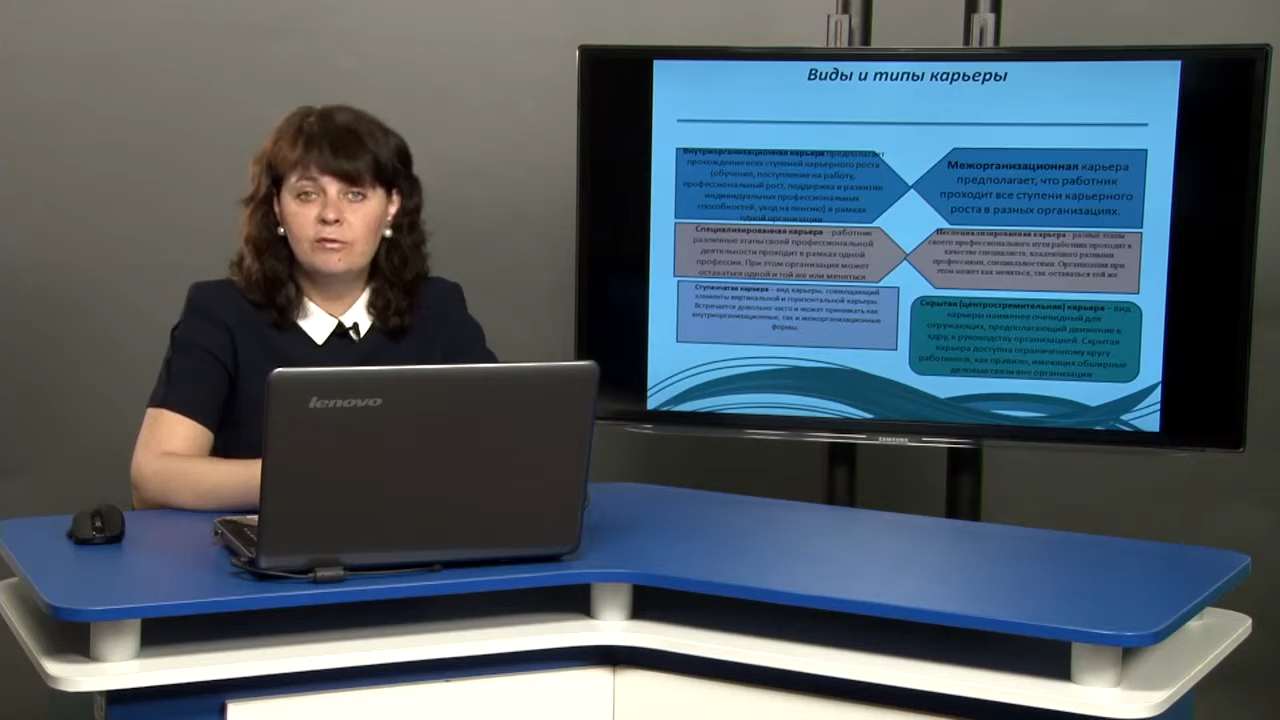 Виды и типы карьеры
Внутриорганизационная карьера предполагает
прохождение всех ступеней карьерного роста
(обучение, поступление на работу,
профессиональный рост, поддержка и развитие
индивидуальных профессиональных
способностей, уход на пенсию) в рамках
одной организации
Межорганизационная карьера
предполагает, что работник
проходит все ступени карьерного
роста в разных организациях.
Специализированная карьера - работник
различные этапы своей профессиональной
деятельности проходит в рамках одной
профессии. При этом организация может
оставаться одной и той же или меняться
Неспециализированная карьера - разные этапы
своего профессионального пути работник проходит в
качестве специалиста, владеющего разными
профессиями, специальностями. Организация при
этом может как меняться, так оставаться той же
Ступенчатая карьера – вид карьеры, совмещающий
элементы вертикальной и горизонтальной карьеры.
Встречается довольно часто и может принимать как
внутриорганизационные, так и межорганизационные
формы.
Скрытая (центростремительная) карьера – вид
карьеры наименее очевидный для
окружающих, предполагающий движение к
ядру, к руководству организацией. Скрытая
карьера доступна ограниченному кругу
работников, как правило, имеющих обширные
деловые связи вне организации
SAMSUNG
lenovo